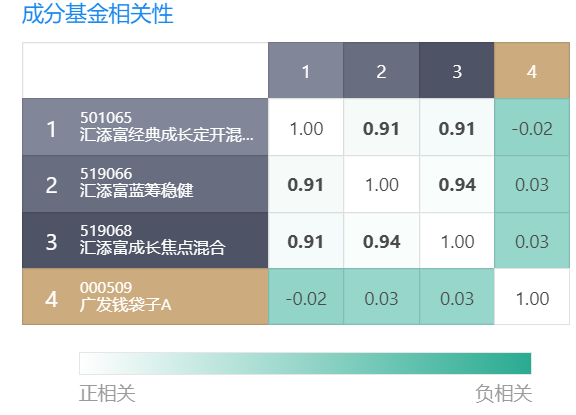 成分基金相关性
1 2 3 4
1 501065 1.00 0.91 0.91 -0.02
汇添富经典成长定开混...
2 519066 0.91 1.00 0.94 0.03
汇添富蓝筹稳健
3 519068 0.91 0.94 1.00 0.03
汇添富成长焦点混合
4 000509 -0.02 0.03 0.03 1.00
广发钱袋子A
正相关 负相关